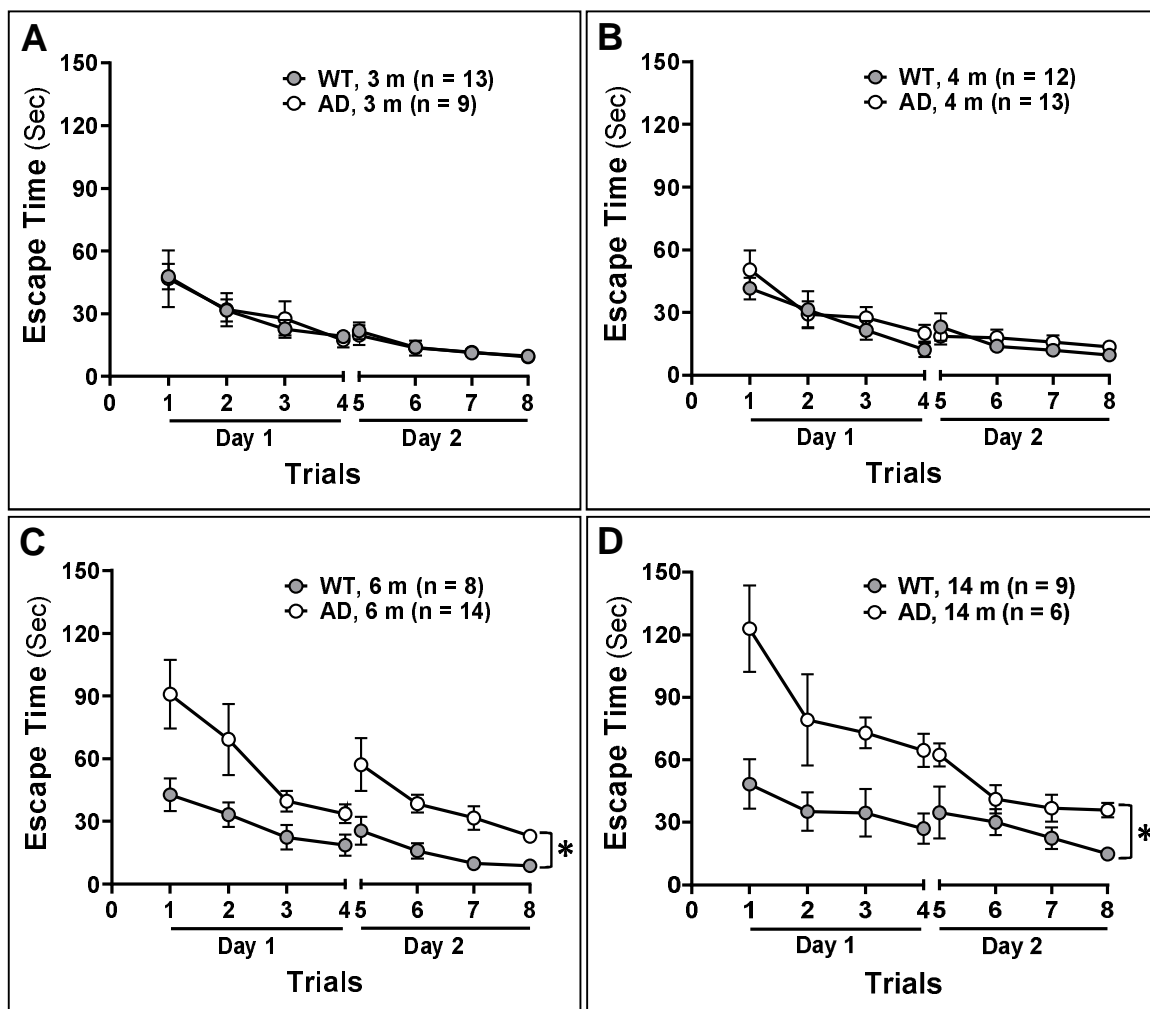 A
WT, 3 m (n = 13)
AD, 3 m (n = 9)
Escape Time (Sec)
150
120
90
60
30
0
0 1 2 3 4 5 6 7 8
Day 1 Day 2
Trials
B
WT, 4 m (n = 12)
AD, 4 m (n = 13)
Escape Time (Sec)
150
120
90
60
30
0
0 1 2 3 4 5 6 7 8
Day 1 Day 2
Trials
C
WT, 6 m (n = 8)
AD, 6 m (n = 14)
Escape Time (Sec)
150
120
90
60
30
0
*
0 1 2 3 4 5 6 7 8
Day 1 Day 2
Trials
D
WT, 14 m (n = 9)
AD, 14 m (n = 6)
Escape Time (Sec)
150
120
90
60
30
0
*
0 1 2 3 4 5 6 7 8
Day 1 Day 2
Trials